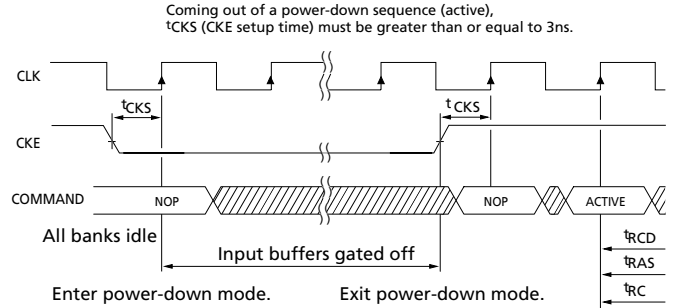 Coming out of a power-down sequence (active),
tCKS (CKE setup time) must be greater than or equal to 3ns.
CLK
tCKS
tCKS
CKE
COMMAND
NOP
NOP
ACTIVE
All banks idle
Input buffers gated off
tRCD
tRAS
tRC
Enter power-down mode.
Exit power-down mode.